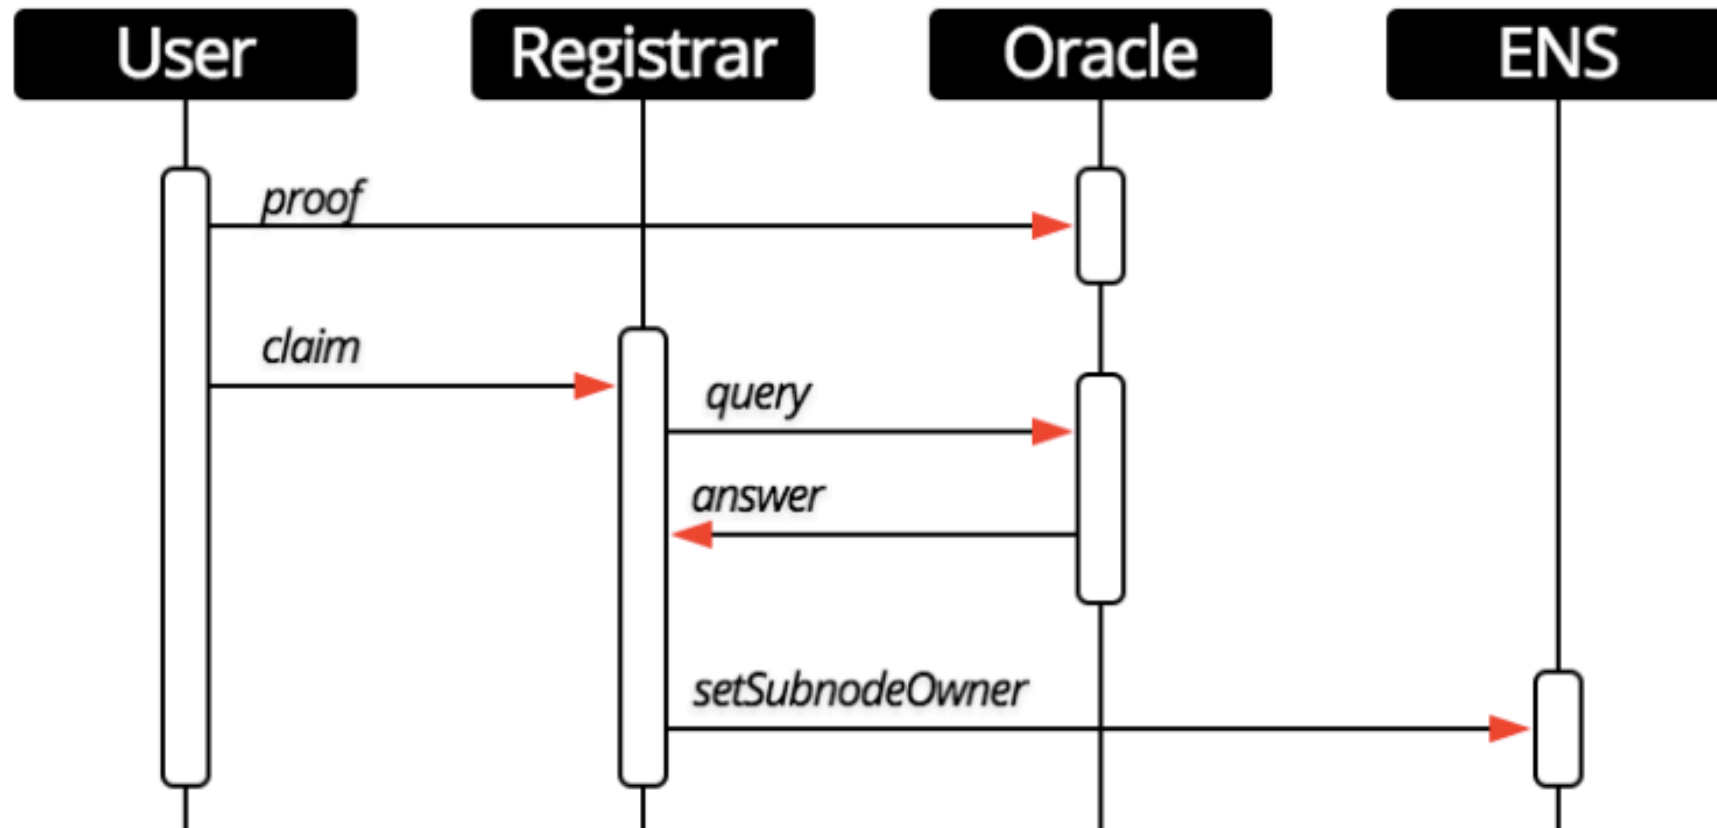 User Registrar Oracle ENS
proof
claim
query
answer
setSubnodeOwner